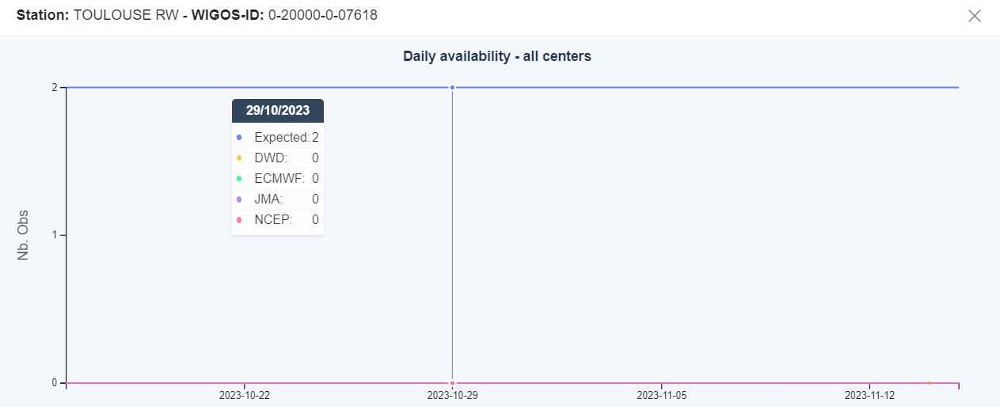 Station: TOULOUSE RW - WIGOS-ID: 0-20000-0-07618
Daily availability - all centers
2
29/10/2023
Expected: 2
DWD: 0
ECMWF: 0
JMA: 0
NCEP: 0
Nb. Obs
1
0
2023-10-22 2023-10-29 2023-11-05 2023-11-12